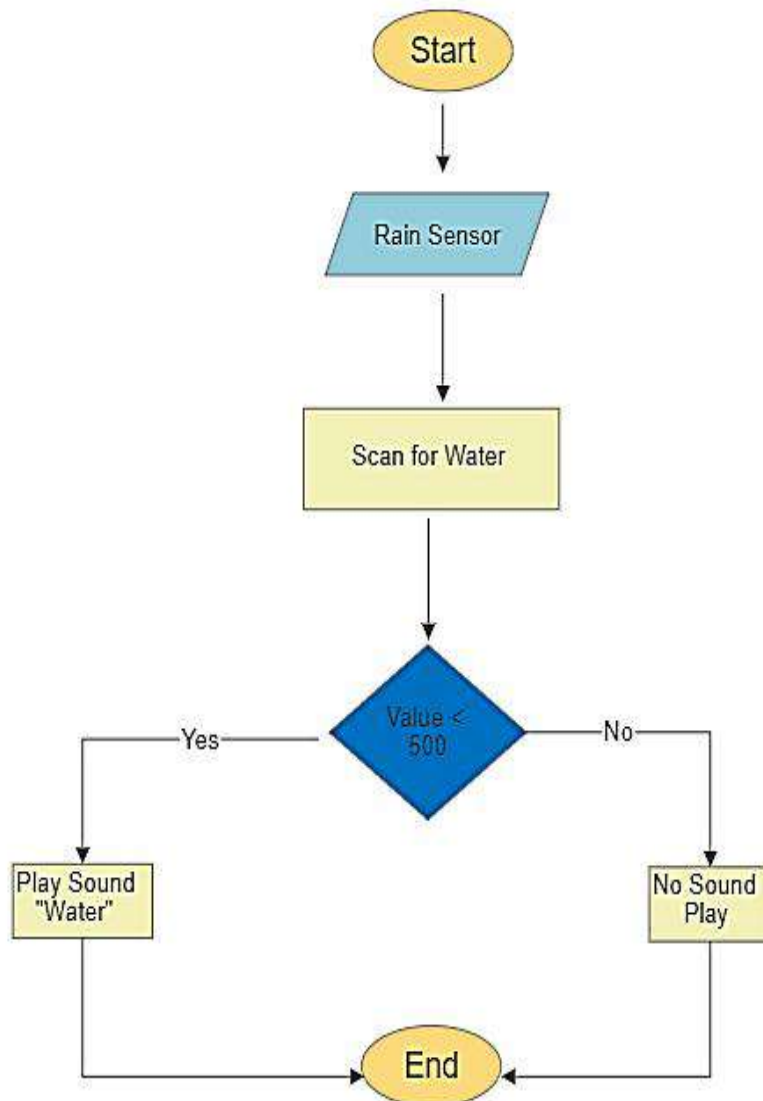 Start
Rain Sensor
Scan for Water
Value <
500
Yes
No
Play Sound
"Water"
No Sound
Play
End